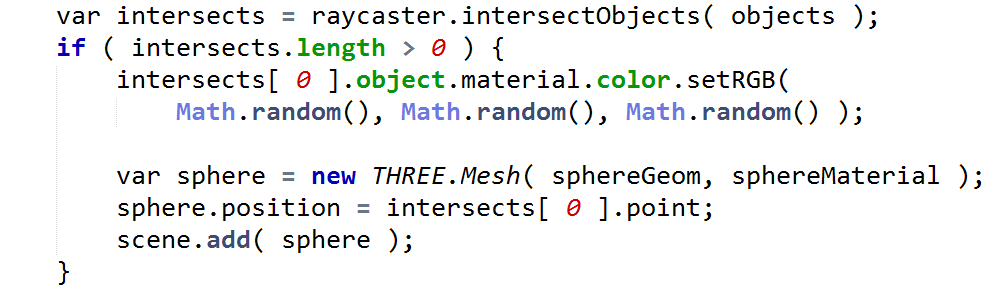 var intersects = raycaster.intersectObjects( objects );
if ( intersects.length > 0 ) {
    intersects[ 0 ].object.material.color.setRGB(
        Math.random(), Math.random(), Math.random() );

    var sphere = new THREE.Mesh( sphereGeom, sphereMaterial );
    sphere.position = intersects[ 0 ].point;
    scene.add( sphere );
}